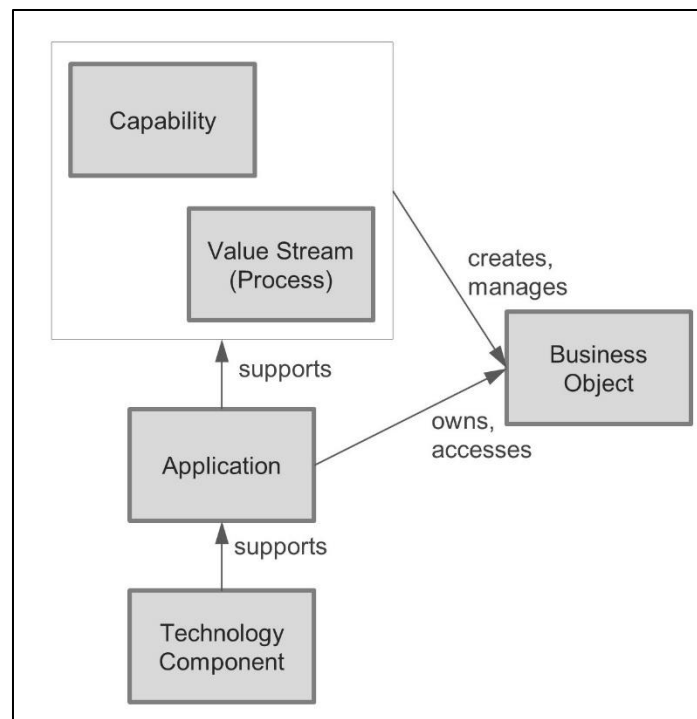 Capability
Value Stream
(Process)
creates,
manages
supports
Business
Object
owns,
accesses
Application
supports
Technology
Component